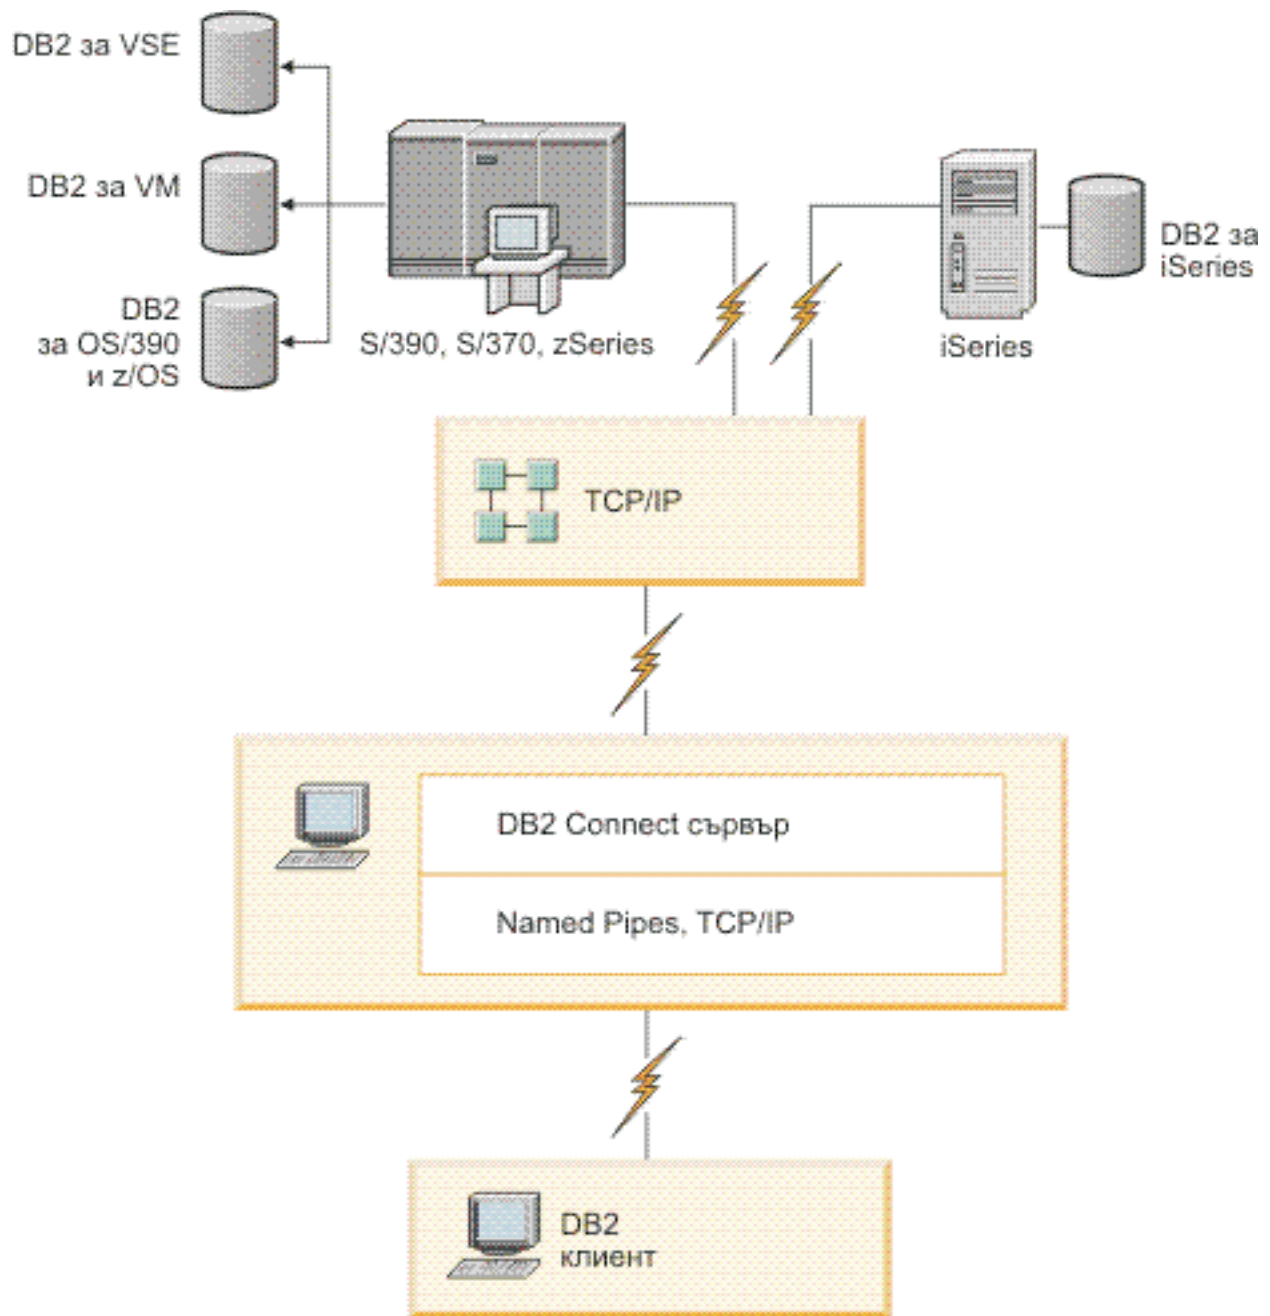 DB2 за VSE
DB2 за VM
DB2
за OS/390
и z/OS
S/390, S/370, zSeries
iSeries
DB2 за
iSeries
TCP/IP
DB2 Connect сървър
Named Pipes, TCP/IP
DB2
клиент